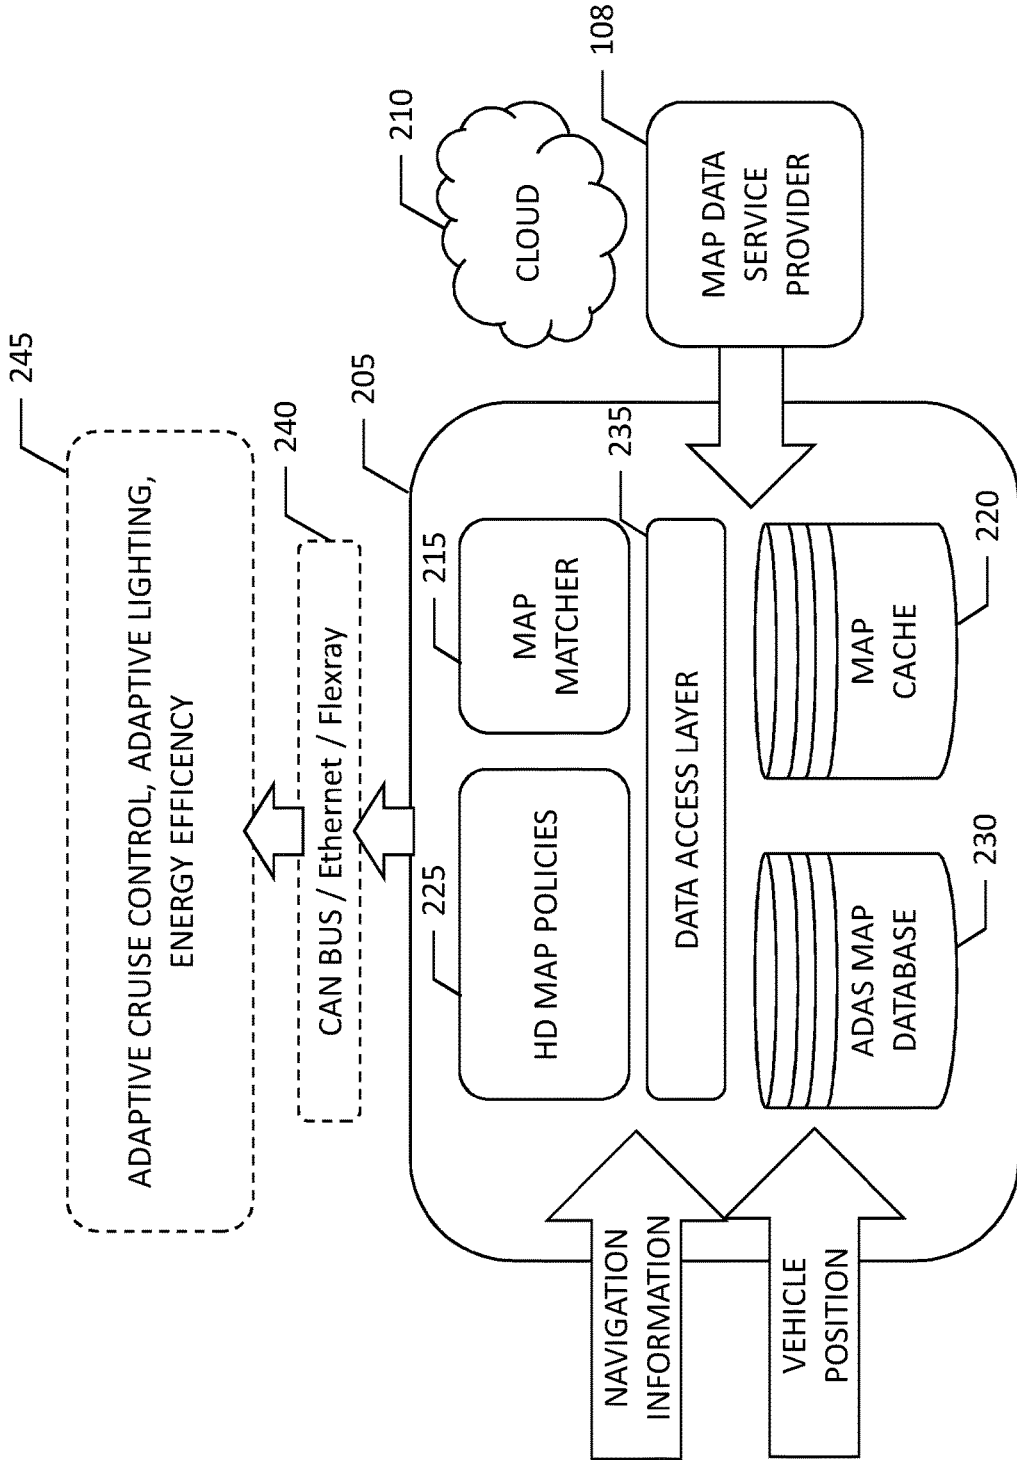 245
ADAPTIVE CRUISE CONTROL, ADAPTIVE LIGHTING,
ENERGY EFFICENCY
240
CAN BUS / Ethernet / Flexray
205
210
CLOUD
225
HD MAP POLICIES
215
MAP
MATCHER
235
DATA ACCESS LAYER
108
MAP DATA
SERVICE
PROVIDER
NAVIGATION
INFORMATION
VEHICLE
POSITION
ADAS MAP
DATABASE
230
MAP
CACHE
220